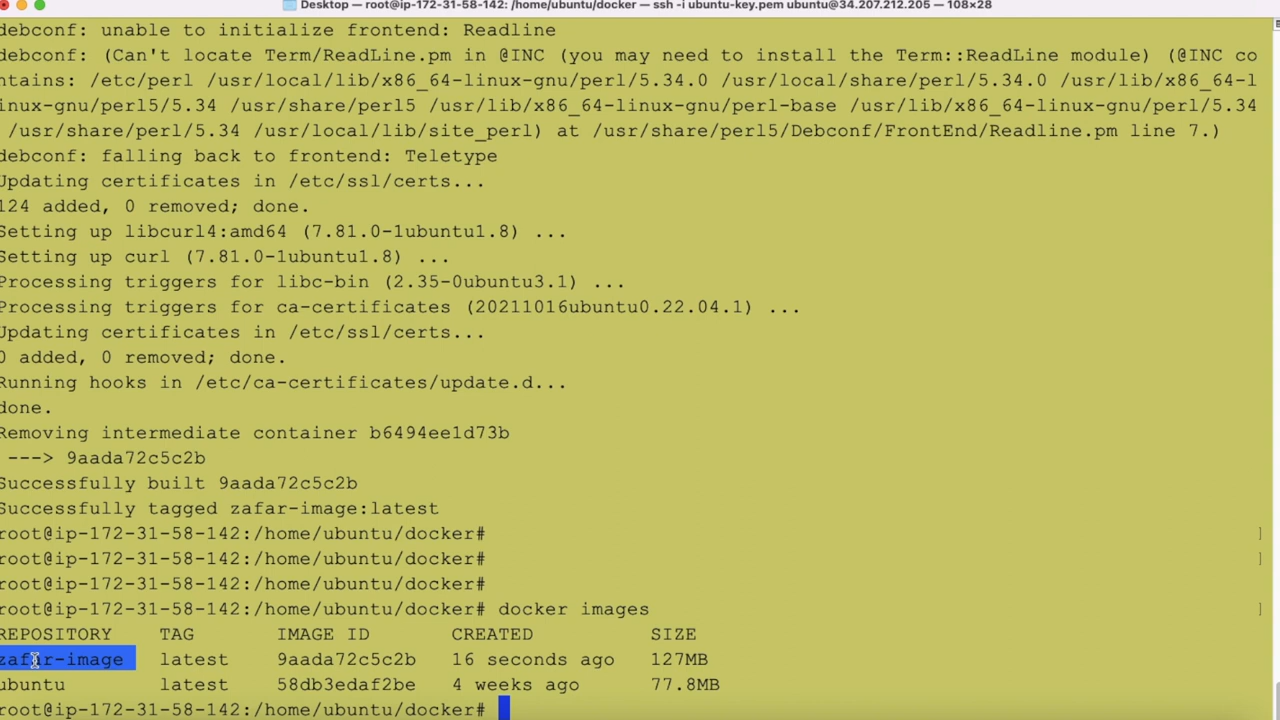 Desktop — root@ip-172-31-58-142: /home/ubuntu/docker — ssh -i ubuntu-key.pem ubuntu@34.207.212.205 — 108×28
debconf: unable to initialize frontend: Readline
debconf: (Can't locate Term/ReadLine.pm in @INC (you may need to install the Term::ReadLine module) (@INC co
ntains: /etc/perl /usr/local/lib/x86_64-linux-gnu/perl/5.34.0 /usr/local/share/perl/5.34.0 /usr/lib/x86_64-l
inux-gnu/perl5/5.34 /usr/share/perl5 /usr/lib/x86_64-linux-gnu/perl-base /usr/lib/x86_64-linux-gnu/perl/5.34
/usr/share/perl/5.34 /usr/local/lib/site_perl) at /usr/share/perl5/Debconf/FrontEnd/Readline.pm line 7.)
debconf: falling back to frontend: Teletype
Updating certificates in /etc/ssl/certs...
124 added, 0 removed; done.
Setting up libcurl4:amd64 (7.81.0-1ubuntu1.8) ...
Setting up curl (7.81.0-1ubuntu1.8) ...
Processing triggers for libc-bin (2.35-0ubuntu3.1) ...
Processing triggers for ca-certificates (20211016ubuntu0.22.04.1) ...
Updating certificates in /etc/ssl/certs...
0 added, 0 removed; done.
Running hooks in /etc/ca-certificates/update.d...
done.
Removing intermediate container b6494ee1d73b
---> 9aada72c5c2b
Successfully built 9aada72c5c2b
Successfully tagged zafar-image:latest
root@ip-172-31-58-142:/home/ubuntu/docker# ]
root@ip-172-31-58-142:/home/ubuntu/docker# ]
root@ip-172-31-58-142:/home/ubuntu/docker#
root@ip-172-31-58-142:/home/ubuntu/docker# docker images ]
REPOSITORY TAG IMAGE ID CREATED SIZE
zafar-image latest 9aada72c5c2b 16 seconds ago 127MB
ubuntu latest 58db3edaf2be 4 weeks ago 77.8MB
root@ip-172-31-58-142:/home/ubuntu/docker#